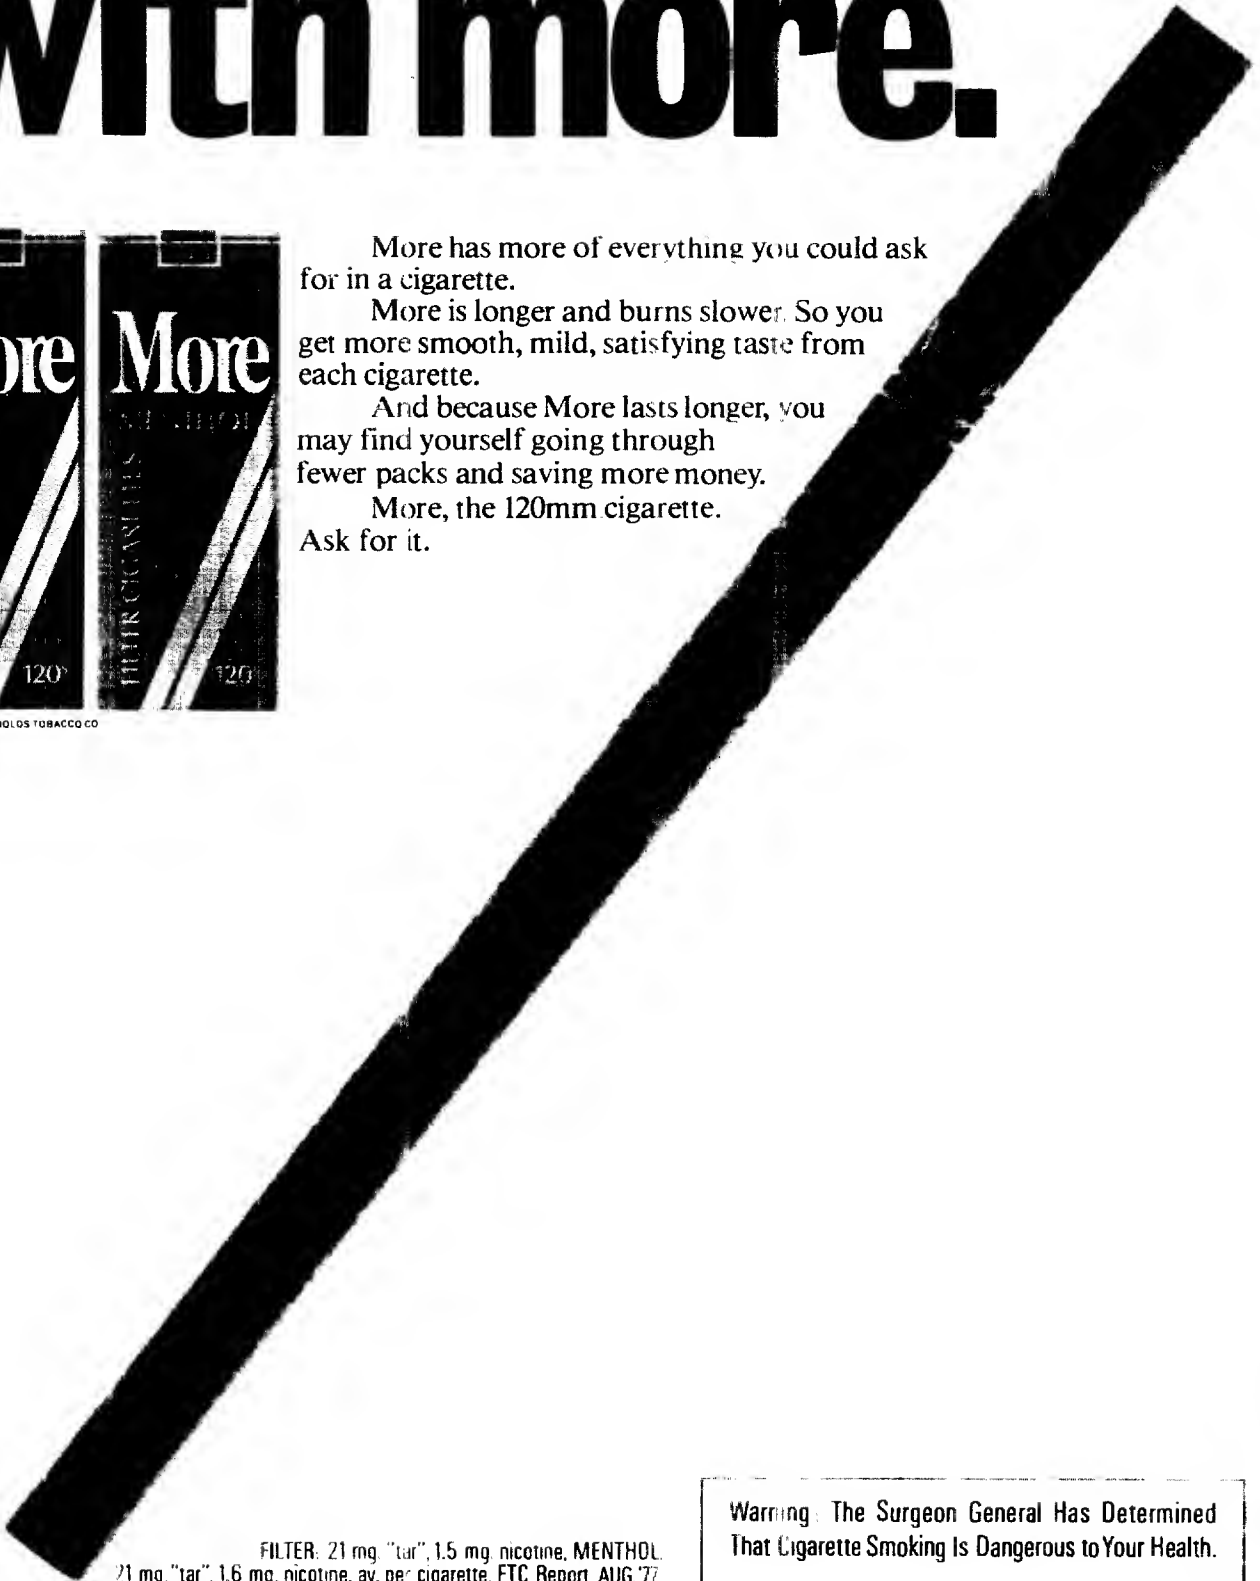 with more.
More has more of everything you could ask
for in a cigarette.
More is longer and burns slower. So you
get more smooth, mild, satisfying taste from
each cigarette.
And because More lasts longer, you
may find yourself going through
fewer packs and saving more money.
More, the 120mm cigarette.
Ask for it.
ore
120's
More
MENTHOL
FILTER CIGARETTES
120's
NOLDS TOBACCO CO
FILTER: 21 mg. "tar", 1.5 mg. nicotine, MENTHOL:
21 mg. "tar", 1.6 mg. nicotine, av. per cigarette, FTC Report AUG '77
Warning: The Surgeon General Has Determined
That Cigarette Smoking Is Dangerous to Your Health.